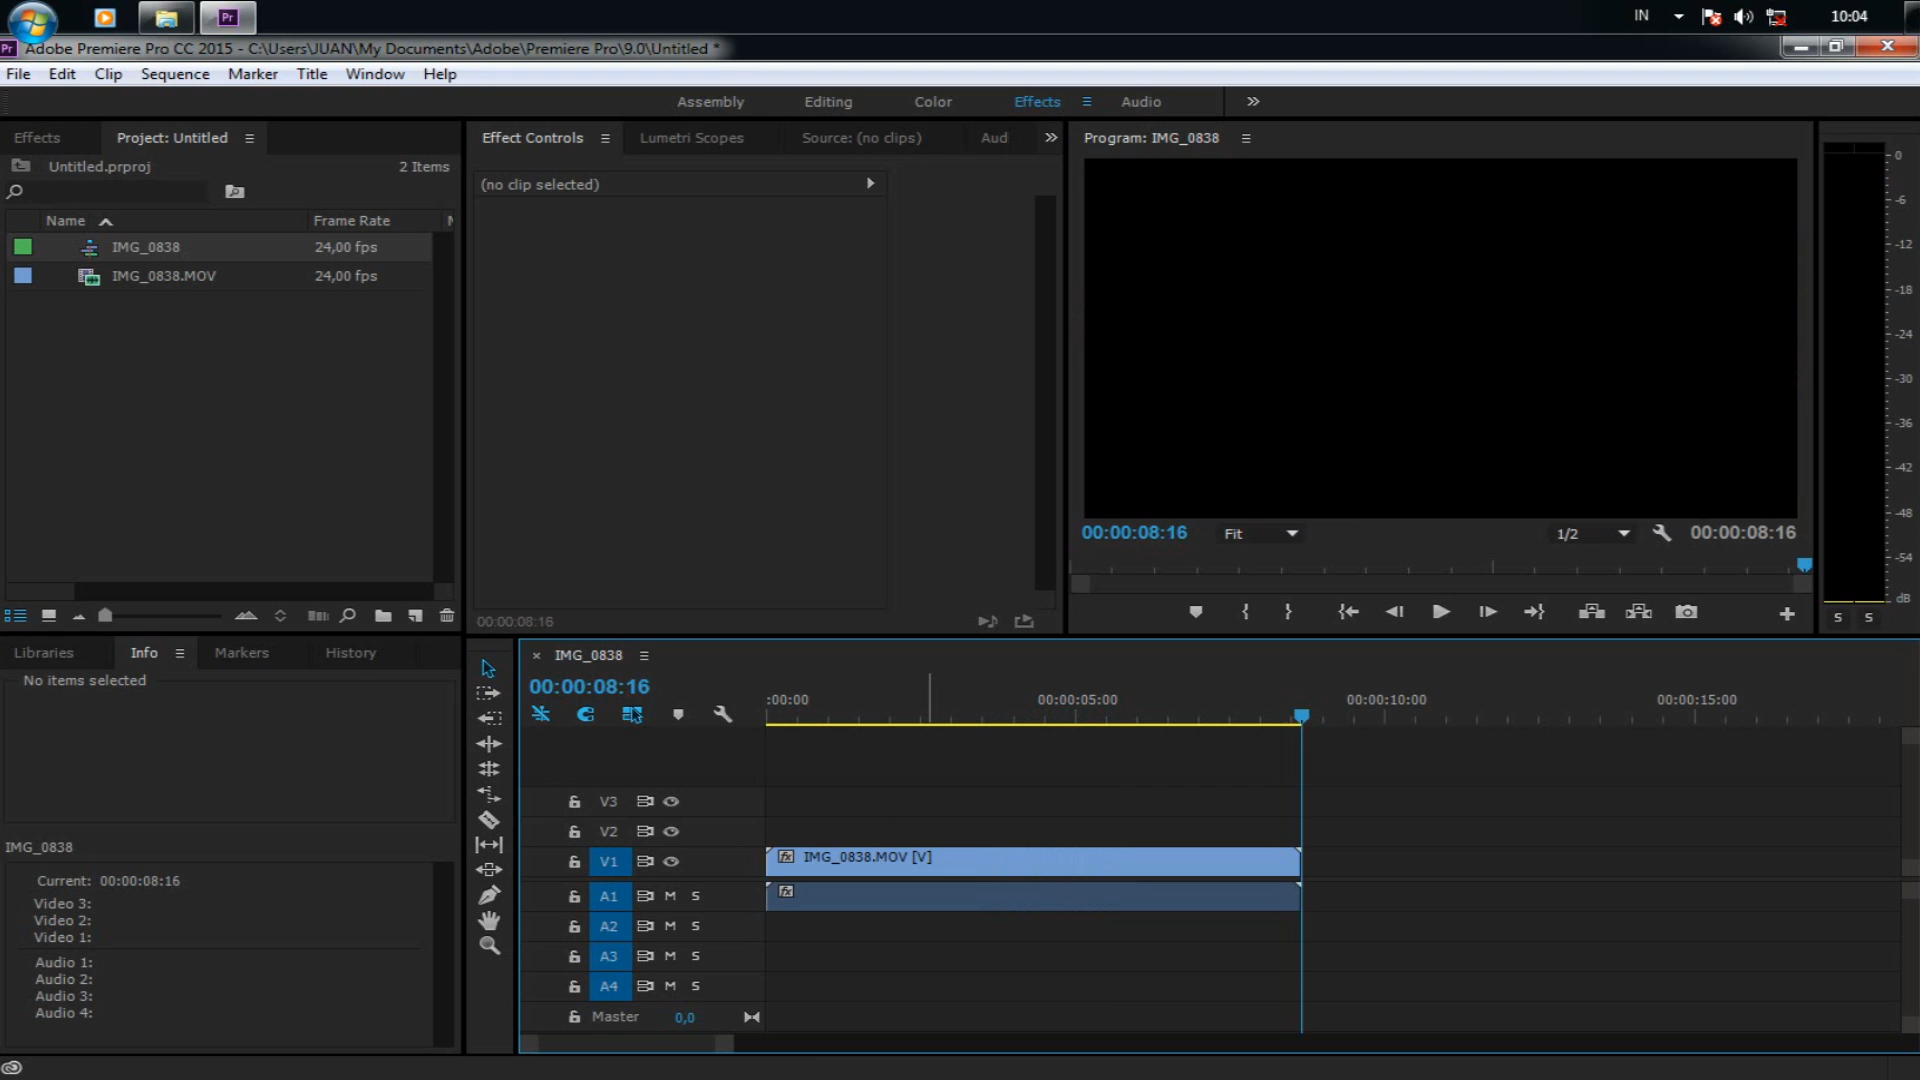 Pr
IN
10:04
Pr Adobe Premiere Pro CC 2015 - C:\Users\JUAN\My Documents\Adobe\Premiere Pro\9.0\Untitled *
File Edit Clip Sequence Marker Title Window Help
Assembly Editing Color Effects Audio
Effects Project: Untitled
Effect Controls Lumetri Scopes Source: (no clips) Aud
Program: IMG_0838
Untitled.prproj 2 Items
(no clip selected)
Name Frame Rate
IMG_0838 24,00 fps
IMG_0838.MOV 24,00 fps
0
-6
-12
-18
-24
-30
-36
-42
-48
-54
dB
S S
00:00:08:16 Fit 1/2 00:00:08:16
00:00:08:16
Libraries Info Markers History
No items selected
IMG_0838
Current: 00:00:08:16
Video 3:
Video 2:
Video 1:
Audio 1:
Audio 2:
Audio 3:
Audio 4:
× IMG_0838
00:00:08:16
:00:00 00:00:05:00 00:00:10:00 00:00:15:00
V3
V2
V1 fx IMG_0838.MOV [V]
A1 M S fx
A2 M S
A3 M S
A4 M S
Master 0,0